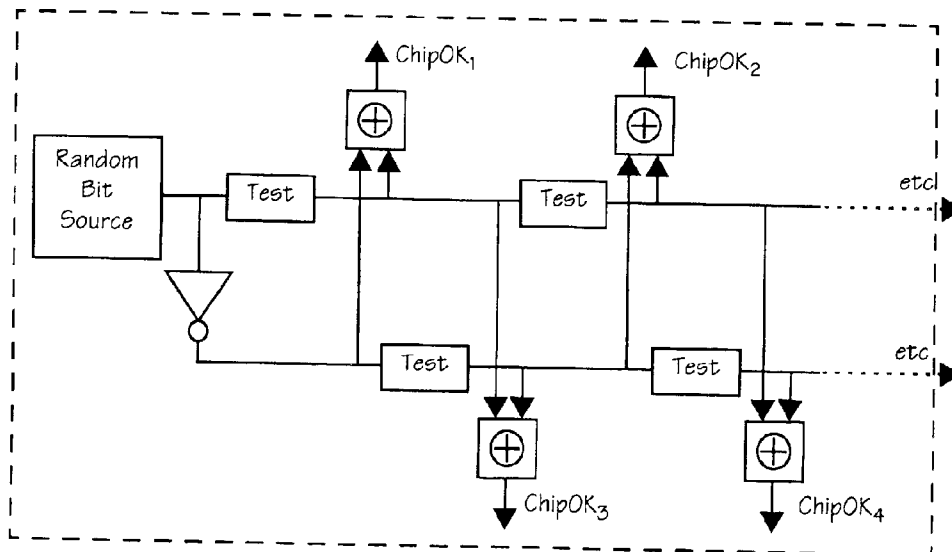 ChipOK1
ChipOK2
Random
Bit
Source
Test
Test
etc
Test
Test
etc
ChipOK3
ChipOK4